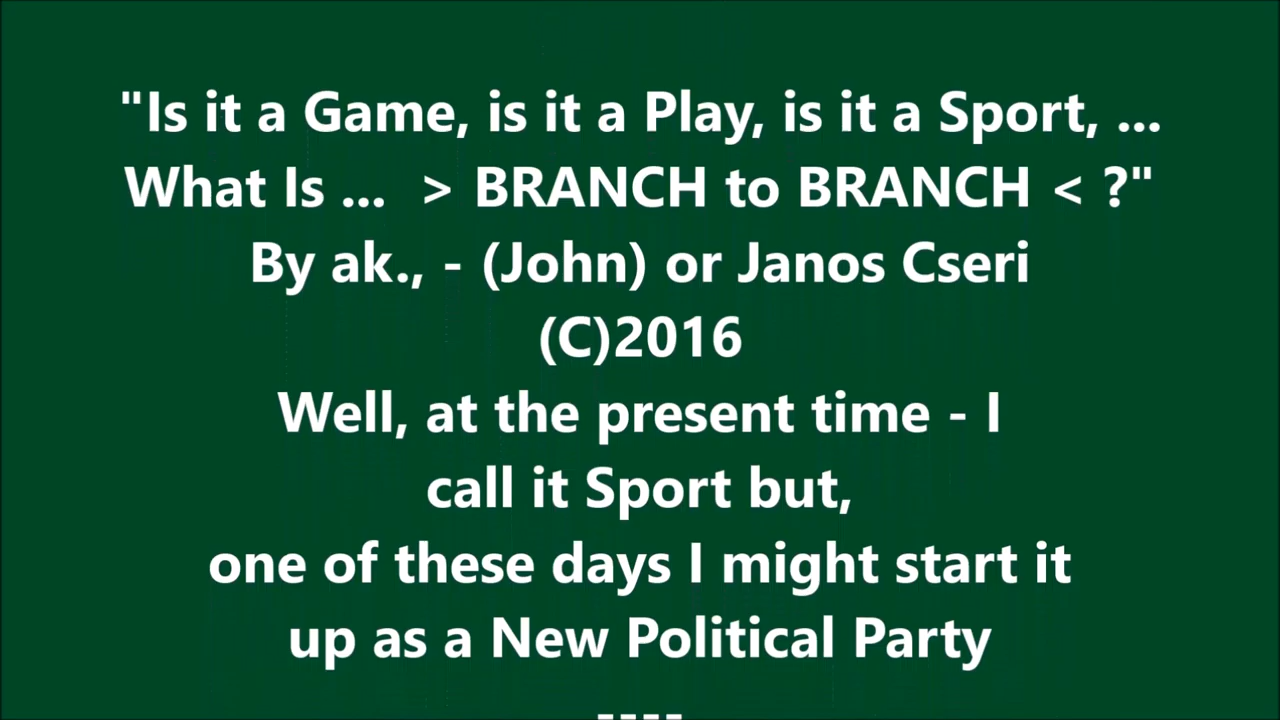 "Is it a Game, is it a Play, is it a Sport, ...
What Is ...  > BRANCH to BRANCH < ?"
By ak., - (John) or Janos Cseri
(C)2016
Well, at the present time - I
call it Sport but,
one of these days I might start it
up as a New Political Party
----